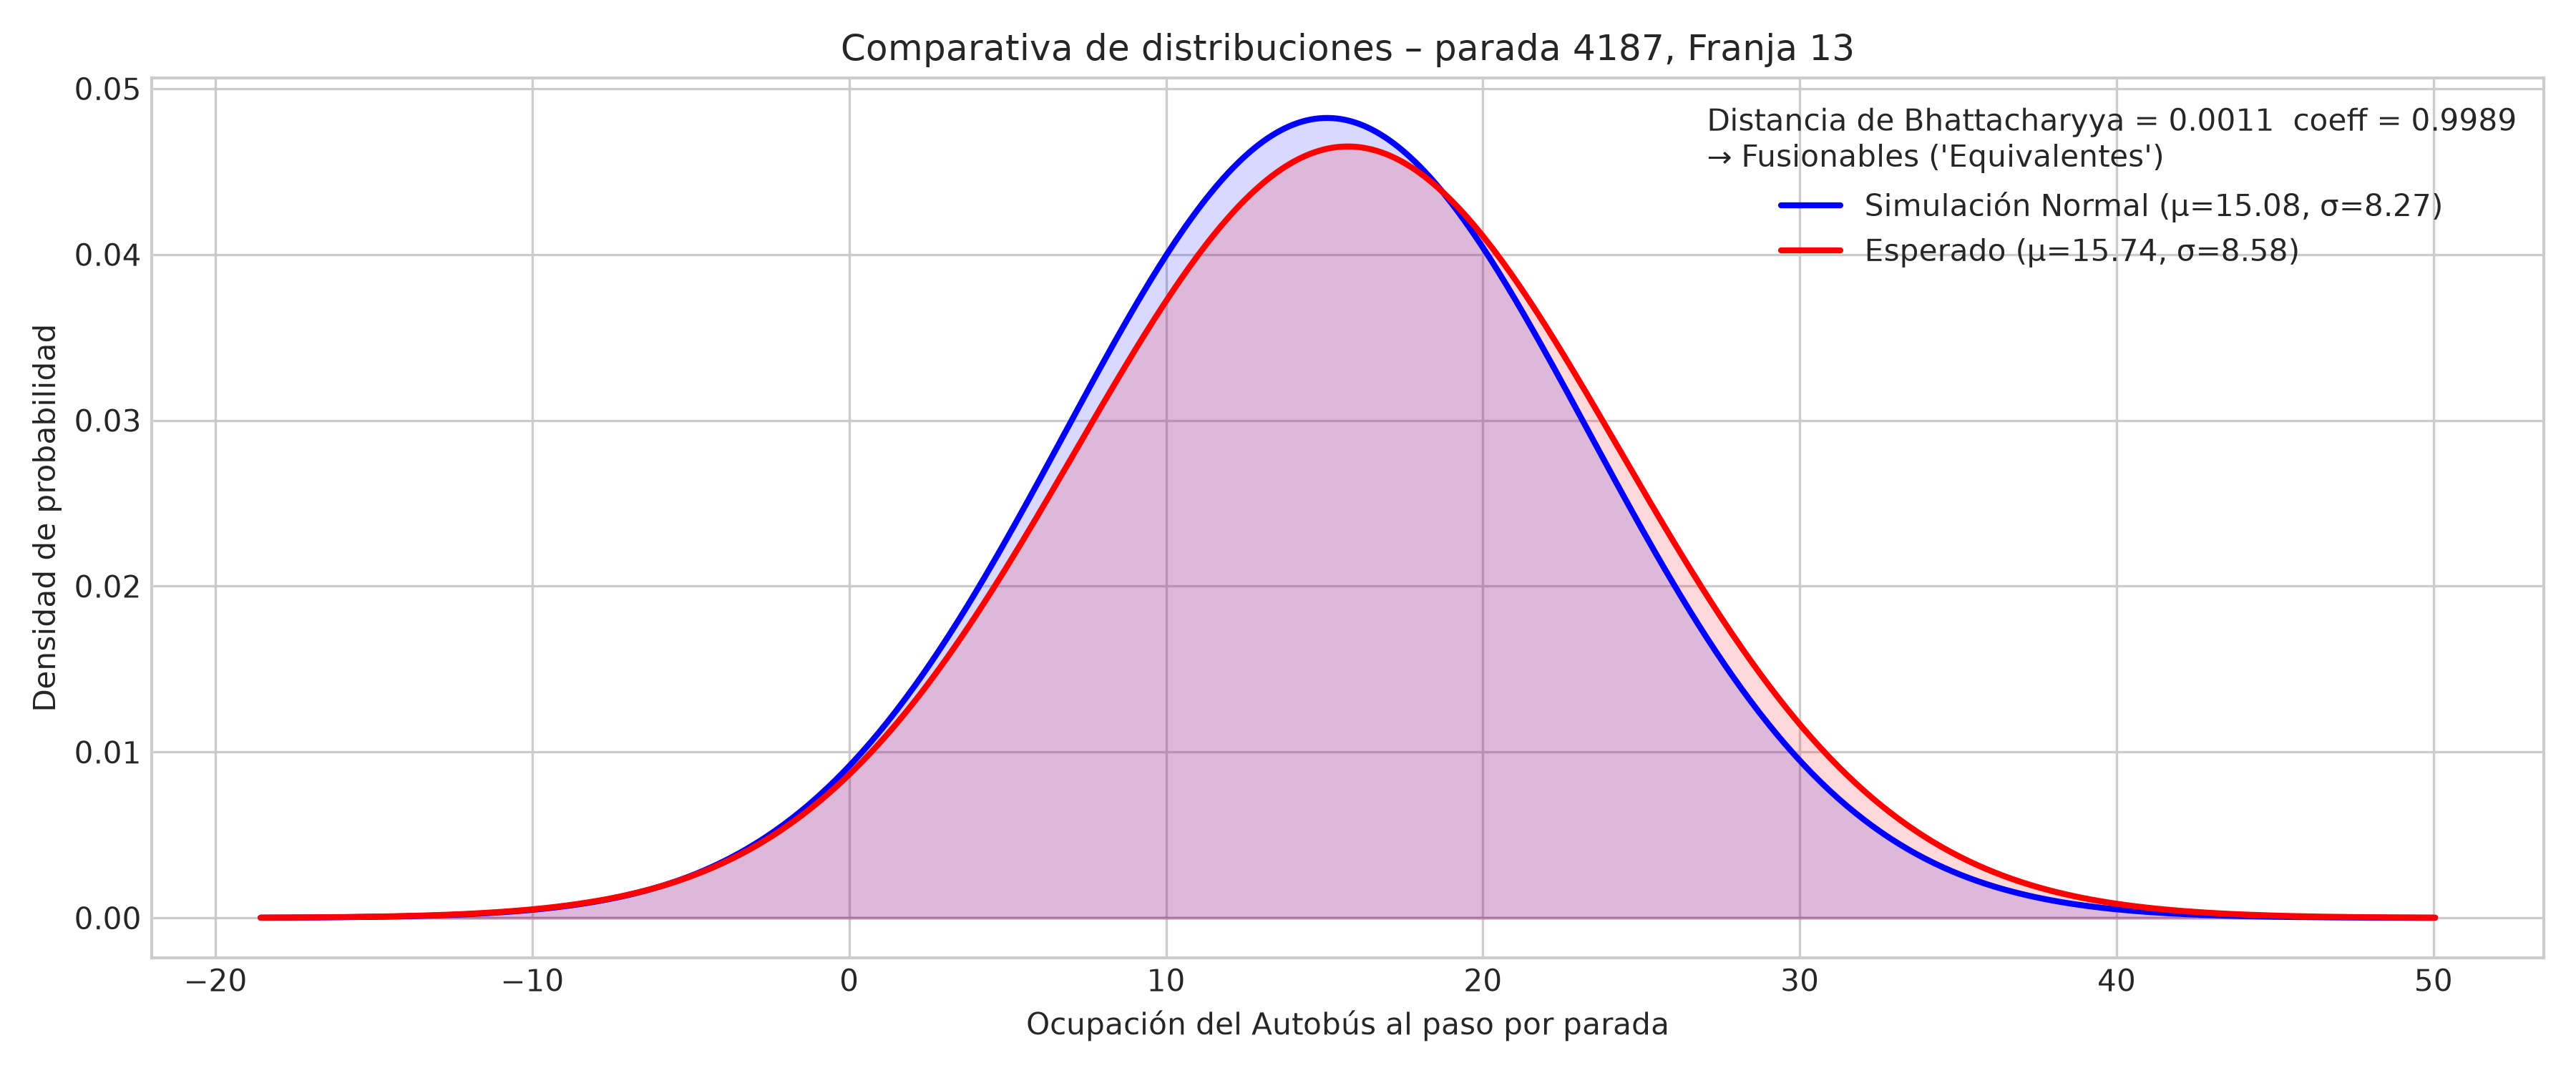 Comparativa de distribuciones – parada 4187, Franja 13
Distancia de Bhattacharyya = 0.0011  coeff = 0.9989
→ Fusionables ('Equivalentes')
Simulación Normal (μ=15.08, σ=8.27)
Esperado (μ=15.74, σ=8.58)
Densidad de probabilidad
0.05
0.04
0.03
0.02
0.01
0.00
−20 −10 0 10 20 30 40 50
Ocupación del Autobús al paso por parada